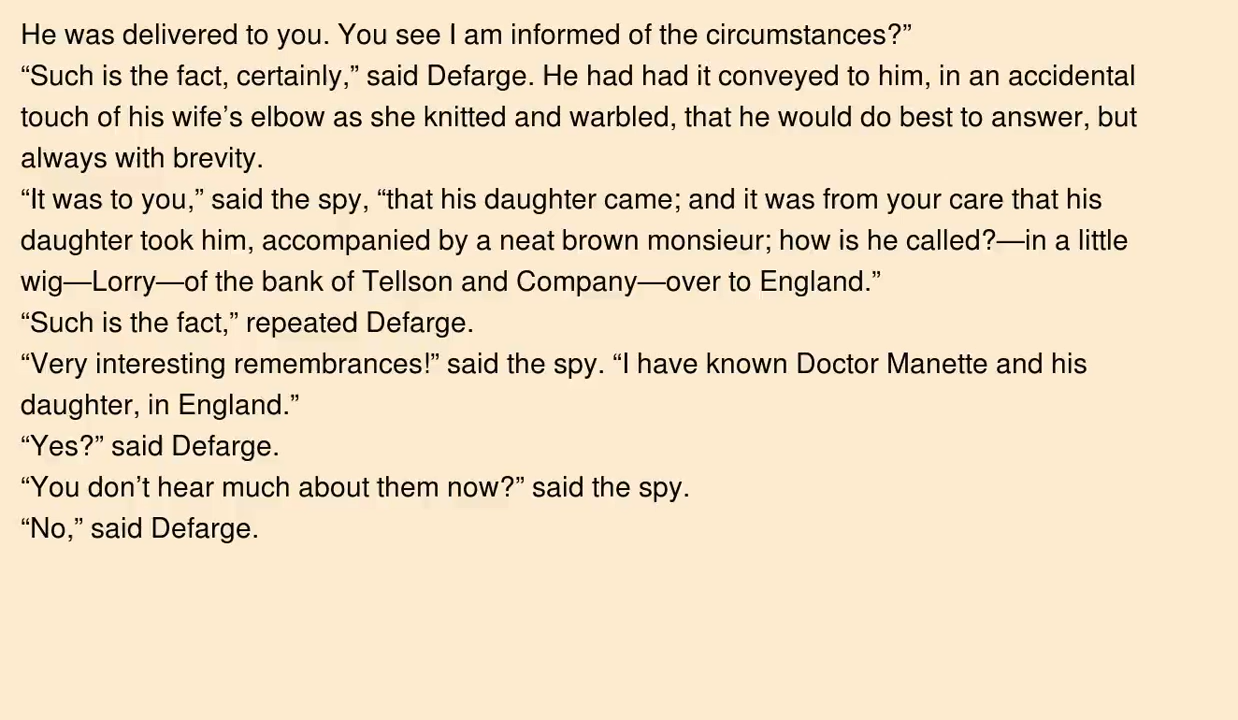 He was delivered to you. You see I am informed of the circumstances?”
“Such is the fact, certainly,” said Defarge. He had had it conveyed to him, in an accidental
touch of his wife’s elbow as she knitted and warbled, that he would do best to answer, but
always with brevity.
“It was to you,” said the spy, “that his daughter came; and it was from your care that his
daughter took him, accompanied by a neat brown monsieur; how is he called?—in a little
wig—Lorry—of the bank of Tellson and Company—over to England.”
“Such is the fact,” repeated Defarge.
“Very interesting remembrances!” said the spy. “I have known Doctor Manette and his
daughter, in England.”
“Yes?” said Defarge.
“You don’t hear much about them now?” said the spy.
“No,” said Defarge.